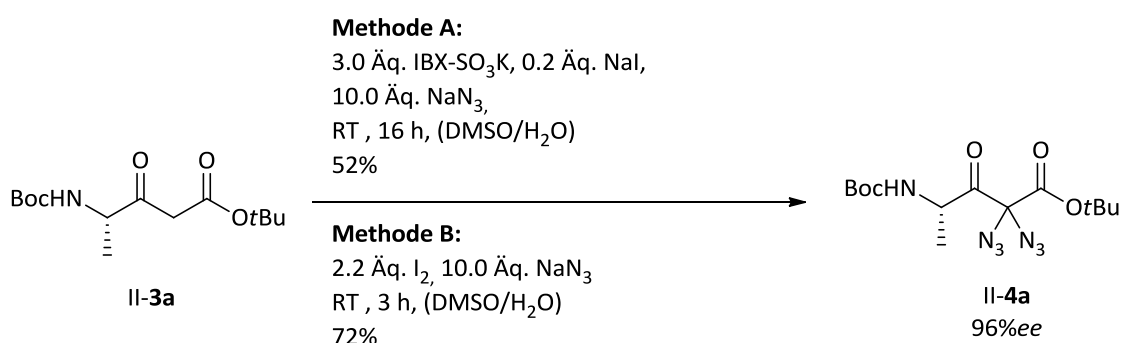 Methode A:
3.0 Äq. IBX-SO3K, 0.2 Äq. NaI,
10.0 Äq. NaN3,
RT , 16 h, (DMSO/H2O)
52%
O O
BocHN
OtBu
II-3a
Methode B:
2.2 Äq. I2, 10.0 Äq. NaN3
RT , 3 h, (DMSO/H2O)
72%
O O
BocHN
OtBu
N3 N3
II-4a
96%ee